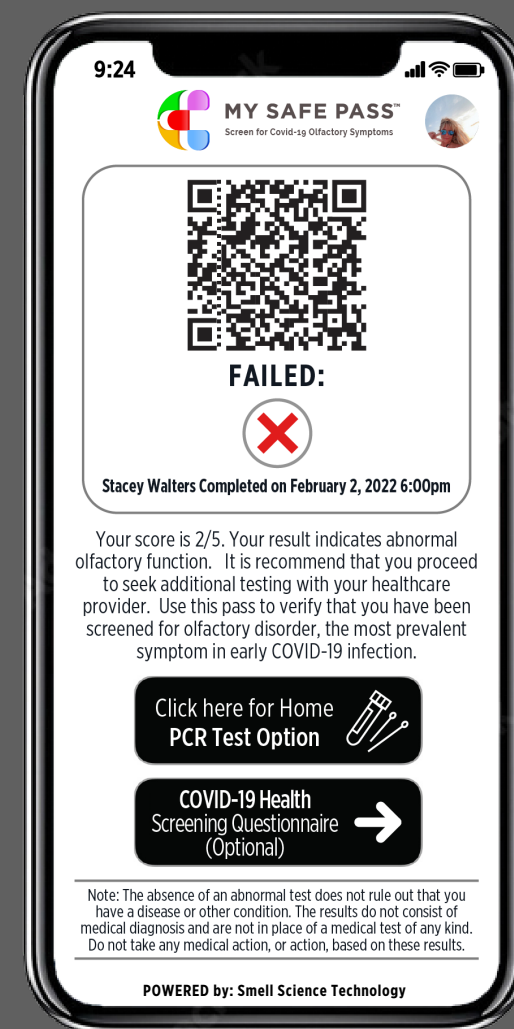 9:24
MY SAFE PASS™
Screen for Covid-19 Olfactory Symptoms
FAILED:
Stacey Walters Completed on February 2, 2022 6:00pm
Your score is 2/5. Your result indicates abnormal
olfactory function. It is recommend that you proceed
to seek additional testing with your healthcare
provider. Use this pass to verify that you have been
screened for olfactory disorder, the most prevalent
symptom in early COVID-19 infection.
Click here for Home
PCR Test Option
COVID-19 Health
Screening Questionnaire
(Optional)
Note: The absence of an abnormal test does not rule out that you
have a disease or other condition. The results do not consist of
medical diagnosis and are not in place of a medical test of any kind.
Do not take any medical action, or action, based on these results.
POWERED by: Smell Science Technology